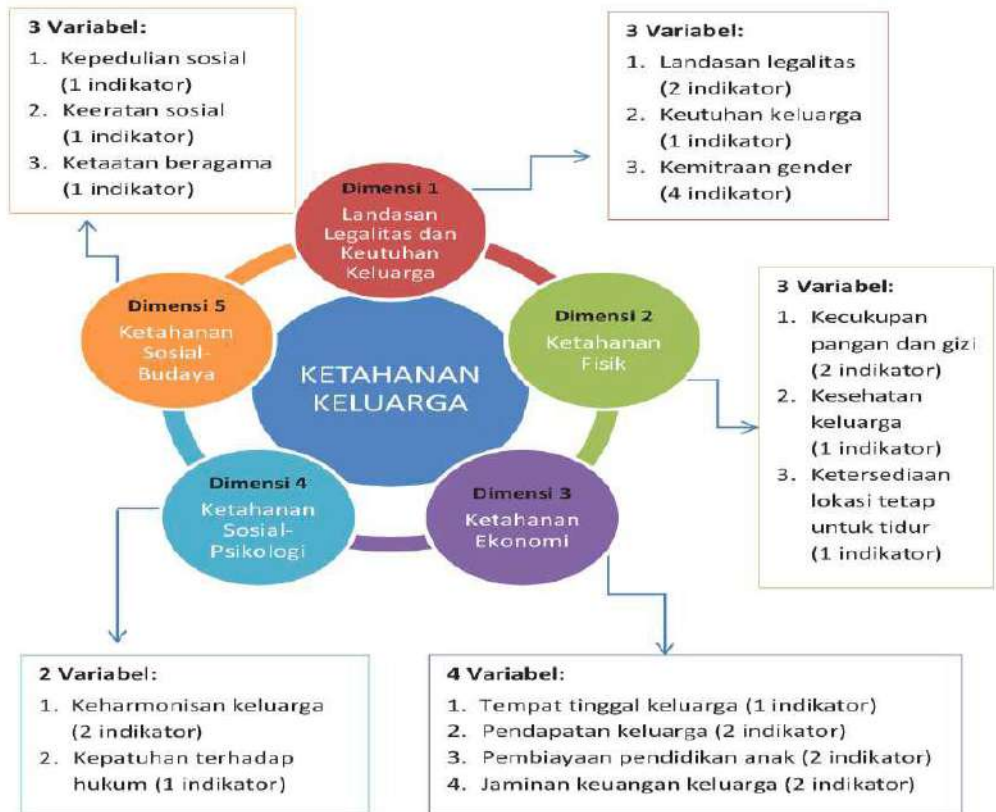 3 Variabel:
1. Kepedulian sosial
(1 indikator)
2. Keeratan sosial
(1 indikator)
3. Ketaatan beragama
(1 indikator)
3 Variabel:
1. Landasan legalitas
(2 indikator)
2. Keutuhan keluarga
(1 indikator)
3. Kemitraan gender
(4 indikator)
Dimensi 1
Landasan
Legalitas dan
Keutuhan
Keluarga
Dimensi 5
Ketahanan
Sosial-
Budaya
KETAHANAN
KELUARGA
Dimensi 2
Ketahanan
Fisik
3 Variabel:
1. Kecukupan
pangan dan gizi
(2 indikator)
2. Kesehatan
keluarga
(1 indikator)
3. Ketersediaan
lokasi tetap
untuk tidur
(1 indikator)
Dimensi 4
Ketahanan
Sosial-
Psikologi
Dimensi 3
Ketahanan
Ekonomi
2 Variabel:
1. Keharmonisan keluarga
(2 indikator)
2. Kepatuhan terhadap
hukum (1 indikator)
4 Variabel:
1. Tempat tinggal keluarga (1 indikator)
2. Pendapatan keluarga (2 indikator)
3. Pembiayaan pendidikan anak (2 indikator)
4. Jaminan keuangan keluarga (2 indikator)